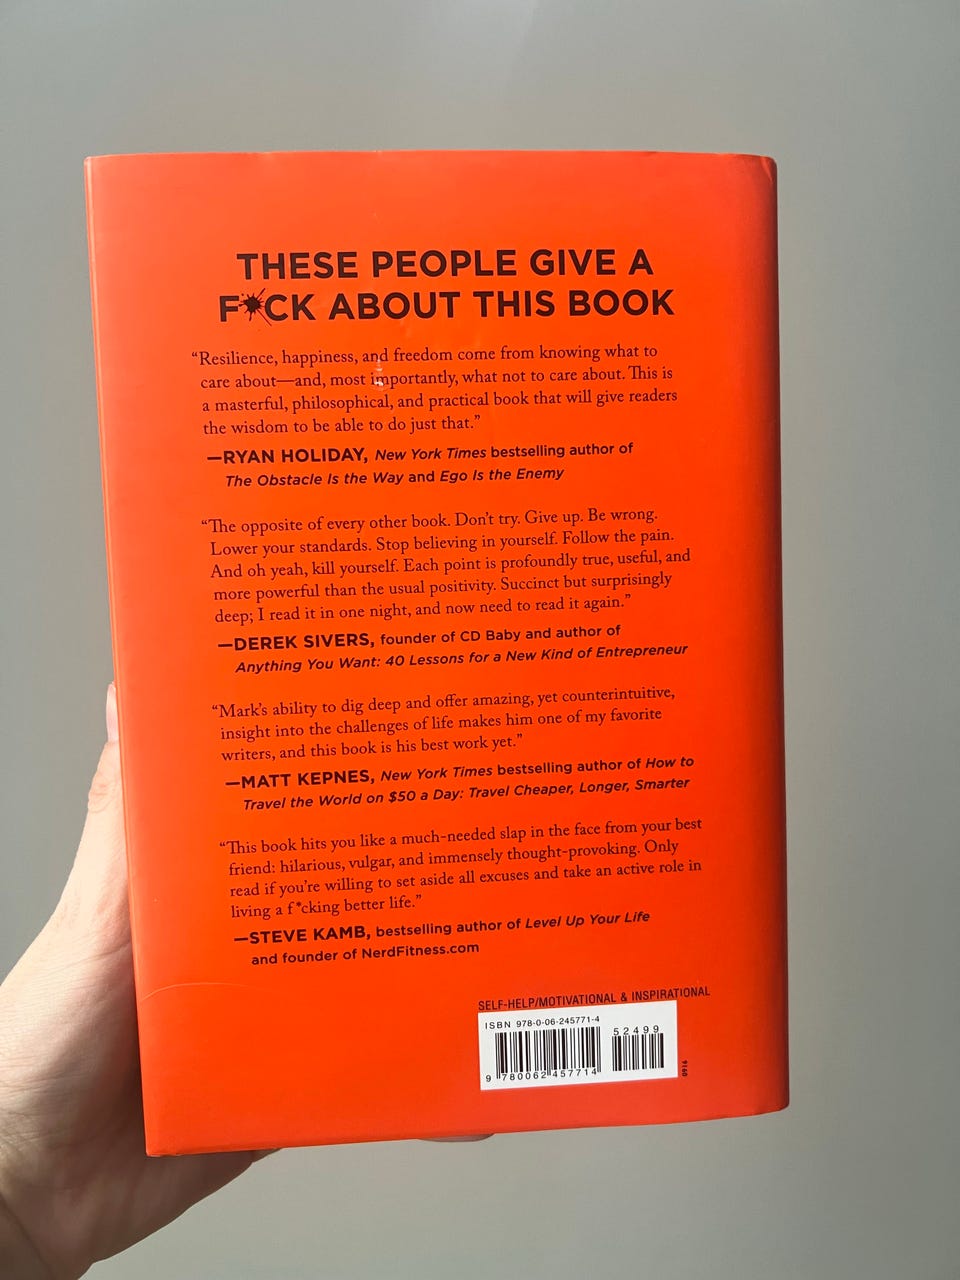 THESE PEOPLE GIVE A
F*CK ABOUT THIS BOOK
“Resilience, happiness, and freedom come from knowing what to
care about—and, most importantly, what not to care about. This is
a masterful, philosophical, and practical book that will give readers
the wisdom to be able to do just that.”
—RYAN HOLIDAY, New York Times bestselling author of
The Obstacle Is the Way and Ego Is the Enemy
“The opposite of every other book. Don’t try. Give up. Be wrong.
Lower your standards. Stop believing in yourself. Follow the pain.
And oh yeah, kill yourself. Each point is profoundly true, useful, and
more powerful than the usual positivity. Succinct but surprisingly
deep; I read it in one night, and now need to read it again.”
—DEREK SIVERS, founder of CD Baby and author of
Anything You Want: 40 Lessons for a New Kind of Entrepreneur
“Mark’s ability to dig deep and offer amazing, yet counterintuitive,
insight into the challenges of life makes him one of my favorite
writers, and this book is his best work yet.”
—MATT KEPNES, New York Times bestselling author of How to
Travel the World on $50 a Day: Travel Cheaper, Longer, Smarter
“This book hits you like a much-needed slap in the face from your best
friend: hilarious, vulgar, and immensely thought-provoking. Only
read if you’re willing to set aside all excuses and take an active role in
living a f*cking better life.”
—STEVE KAMB, bestselling author of Level Up Your Life
and founder of NerdFitness.com
SELF-HELP/MOTIVATIONAL & INSPIRATIONAL
ISBN 978-0-06-245771-4
52499
9 780062 457714
0916